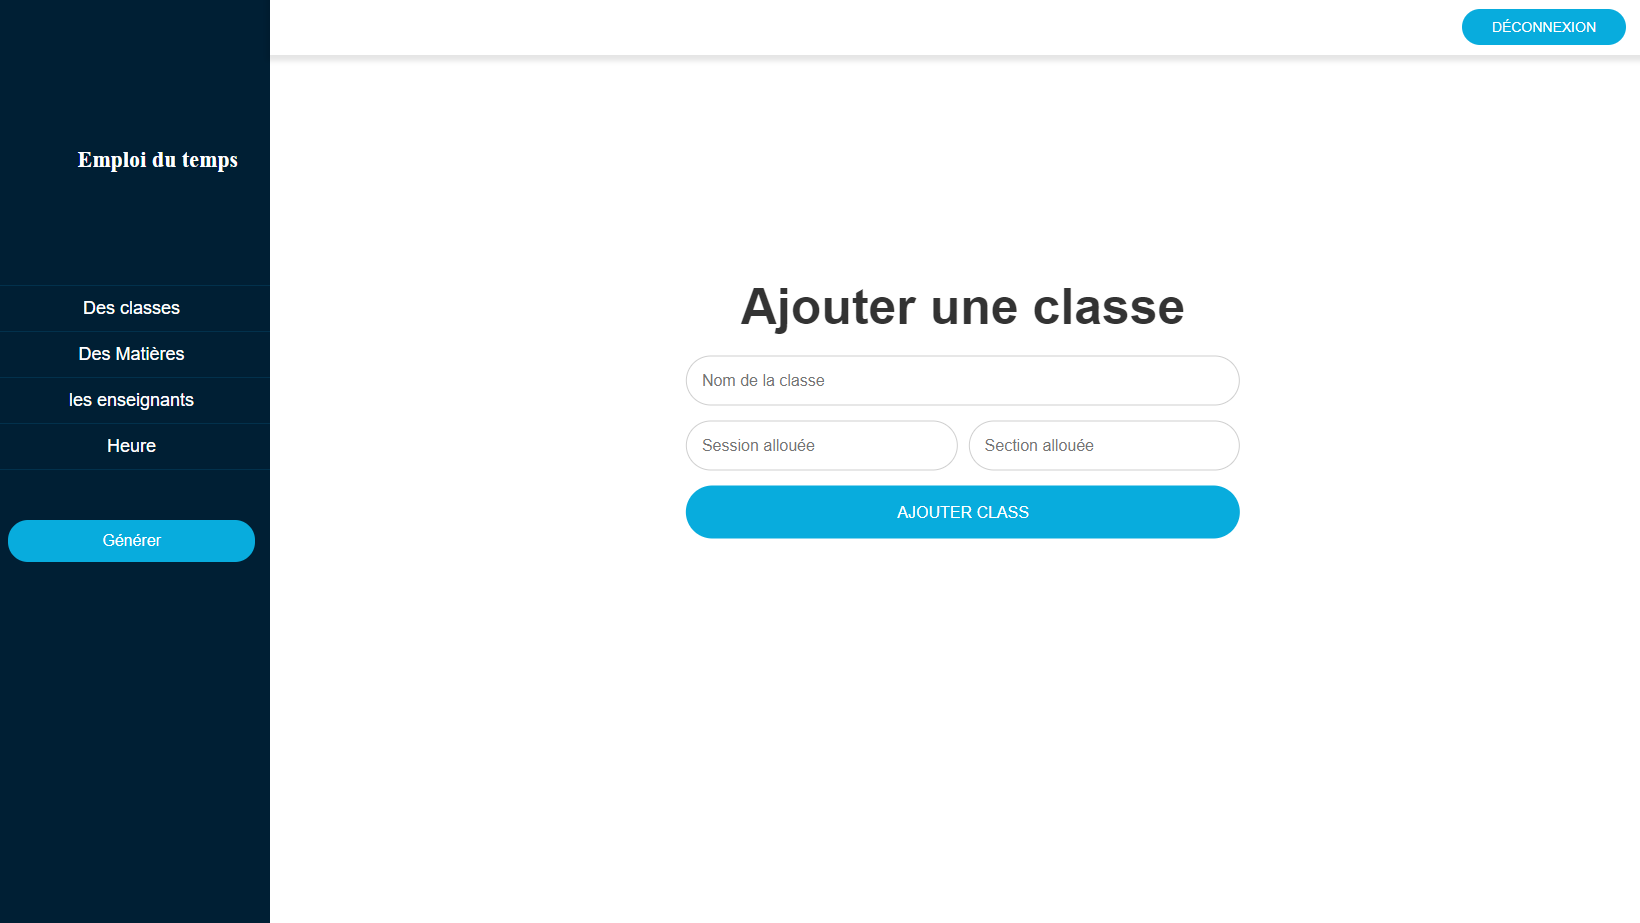 DÉCONNEXION
Emploi du temps
Des classes
Des Matières
les enseignants
Heure
Générer
Ajouter une classe
Nom de la classe
Session allouée
Section allouée
AJOUTER CLASS